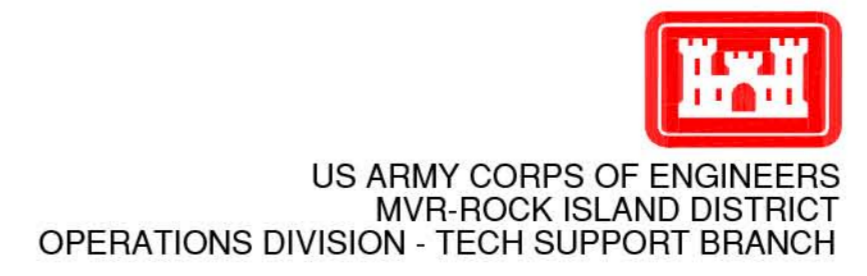 US ARMY CORPS OF ENGINEERS
MVR-ROCK ISLAND DISTRICT
OPERATIONS DIVISION - TECH SUPPORT BRANCH